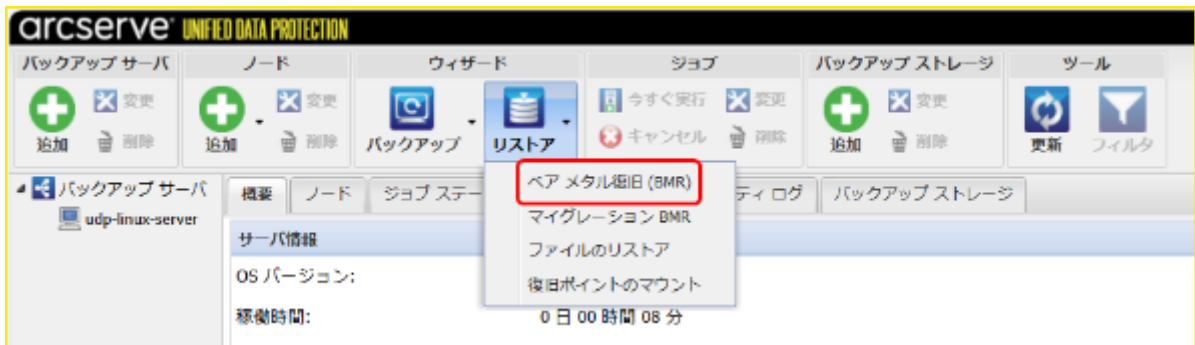 arcserve® UNIFIED DATA PROTECTION
バックアップ サーバ ノード ウィザード ジョブ バックアップ ストレージ ツール
追加 変更 削除 追加 変更 削除 バックアップ リストア 今すぐ実行 変更 キャンセル 削除 追加 変更 削除 更新 フィルタ
バックアップ サーバ
udp-linux-server
概要 ノード ジョブ ステー ティ ログ バックアップ ストレージ
ベア メタル復旧 (BMR)
マイグレーション BMR
ファイルのリストア
復旧ポイントのマウント
サーバ情報
OS バージョン:
稼働時間: 0 日 00 時間 08 分